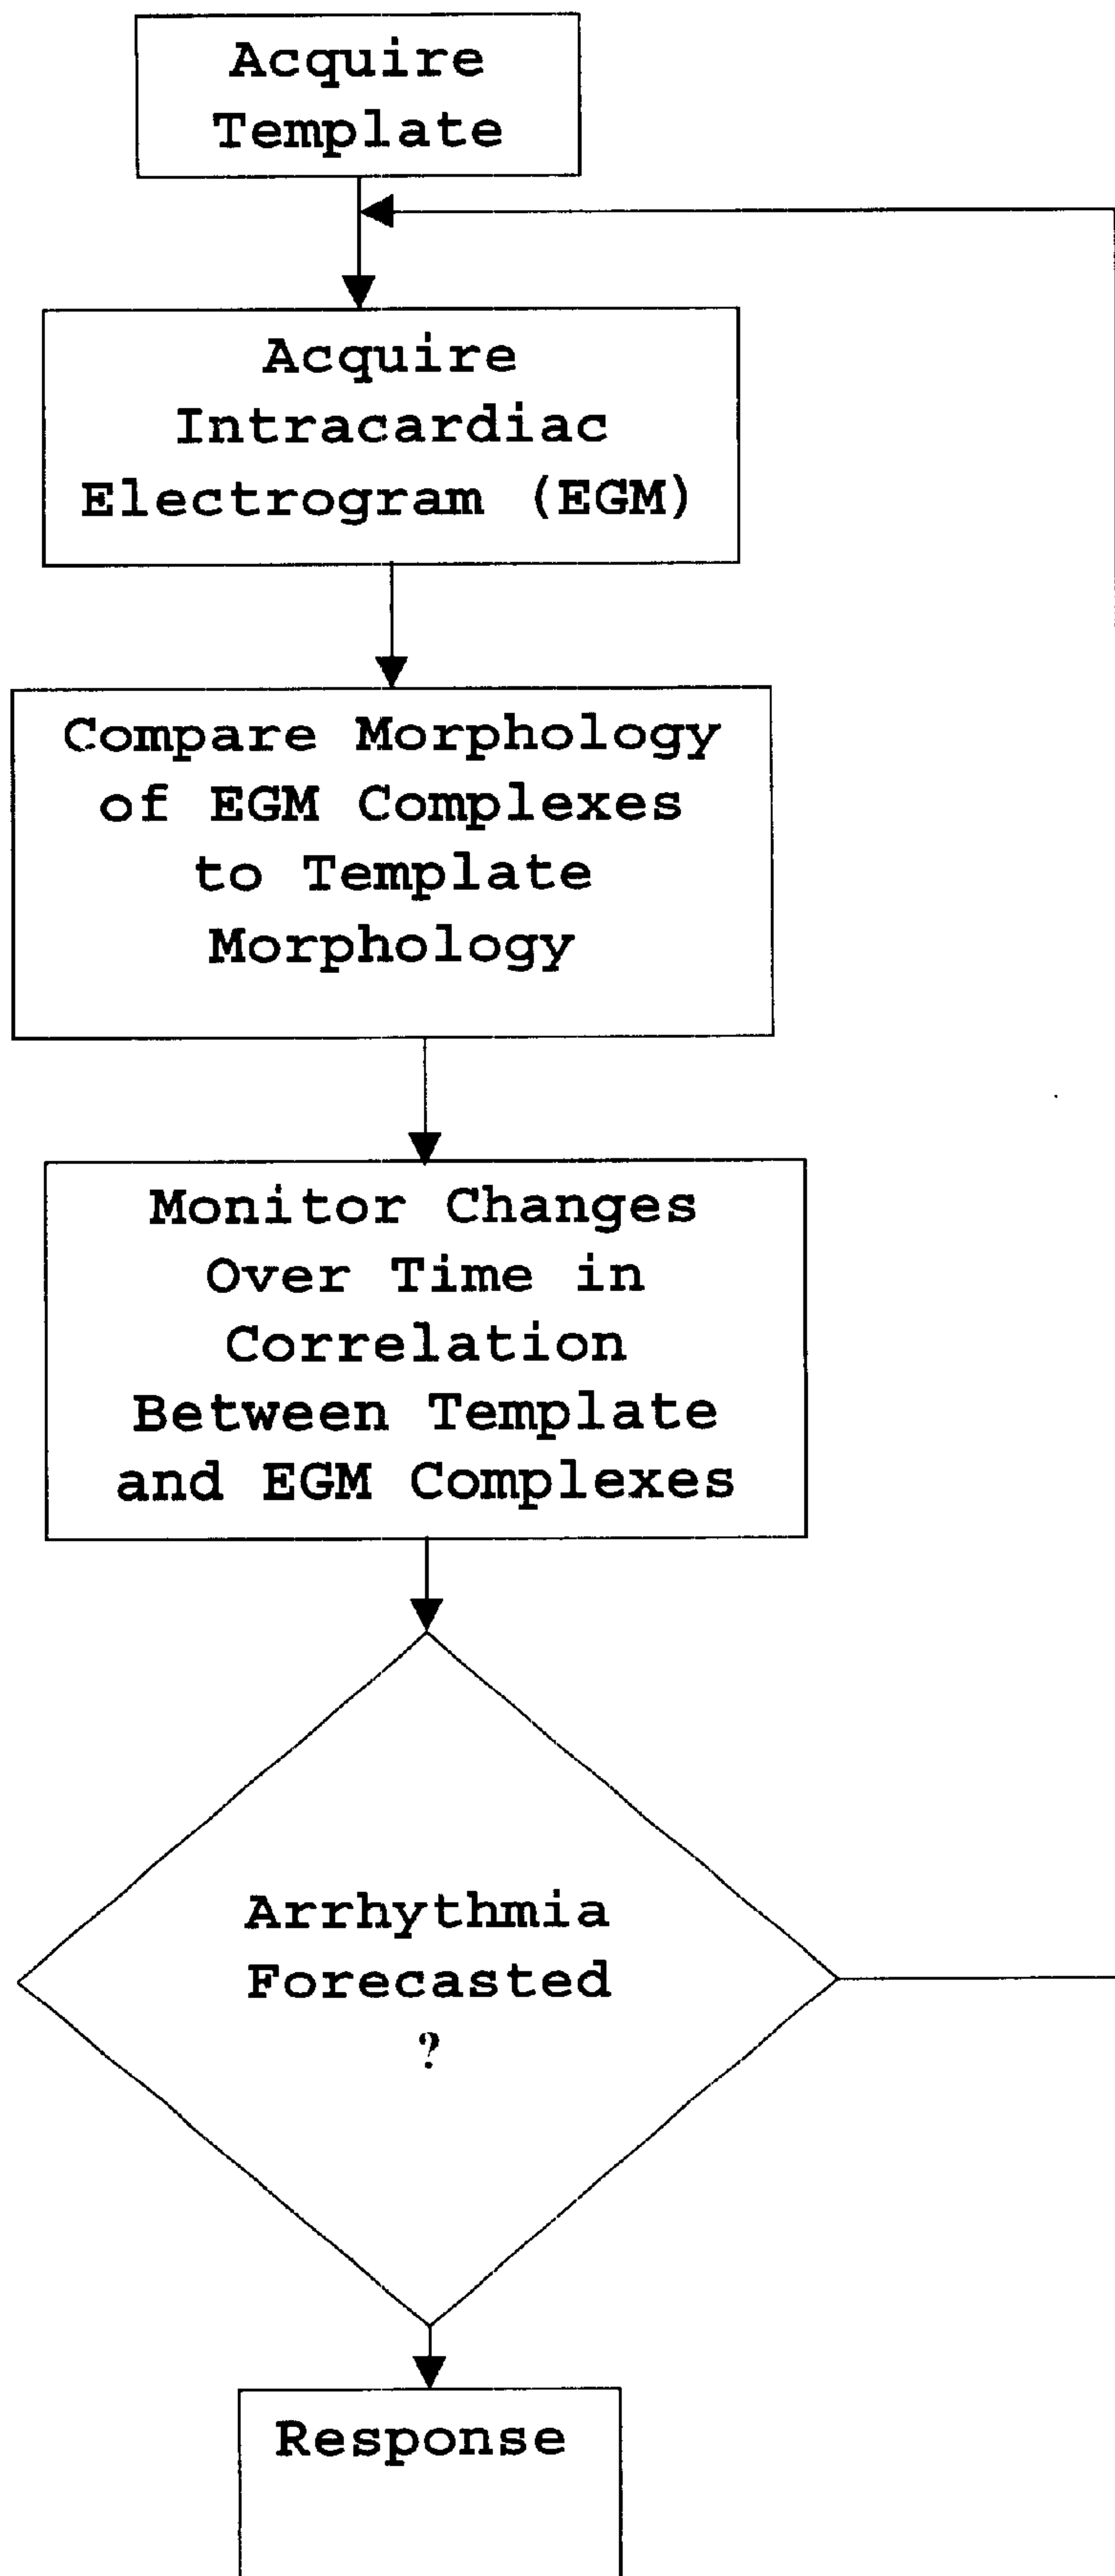 Acquire
Template
Acquire
Intracardiac
Electrogram (EGM)
Compare Morphology
of EGM Complexes
to Template
Morphology
Monitor Changes
Over Time in
Correlation
Between Template
and EGM Complexes
Arrhythmia
Forecasted
?
Response